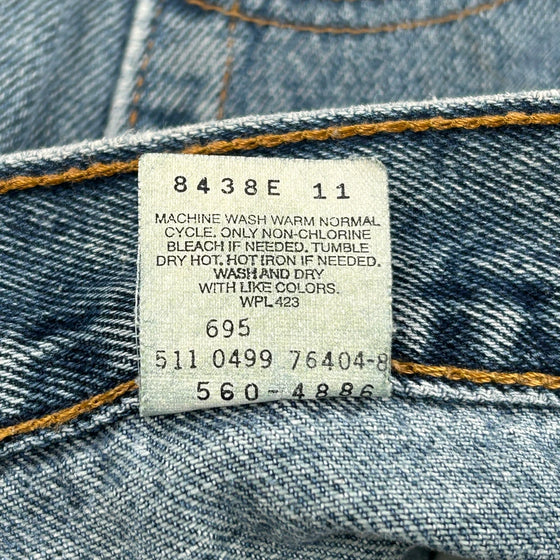 8438E 11
MACHINE WASH WARM NORMAL
CYCLE. ONLY NON-CHLORINE
BLEACH IF NEEDED. TUMBLE
DRY HOT. HOT IRON IF NEEDED.
WASH AND DRY
WITH LIKE COLORS.
WPL 423
695
511 0499 76404-8
560-4886